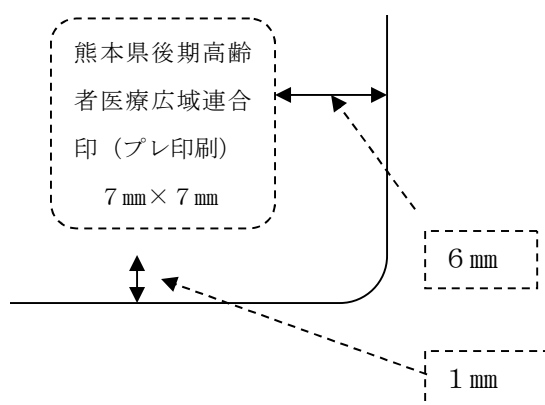 熊本県後期高齢
者医療広域連合
印（プレ印刷）
７㎜×７㎜
６㎜
１㎜